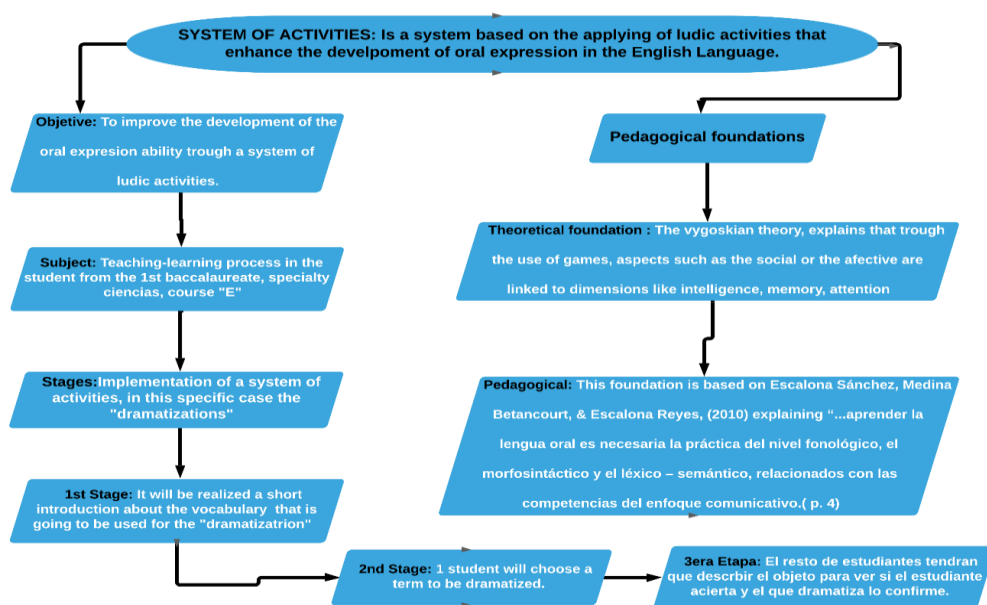 SYSTEM OF ACTIVITIES: Is a system based on the applying of ludic activities that
enhance the develpoment of oral expression in the English Language.
Objetive: To improve the development of the
oral expresion ability trough a system of
ludic activities.
Subject: Teaching-learning process in the
student from the 1st baccalaureate, specialty
ciencias, course "E"
Stages:Implementation of a system of
activities, in this specific case the
"dramatizations"
1st Stage: It will be realized a short
introduction about the vocabulary that is
going to be used for the "dramatizatrion"
2nd Stage: 1 student will choose a
term to be dramatized.
3era Etapa: El resto de estudiantes tendran
que descrbir el objeto para ver si el estudiante
acierta y el que dramatiza lo confirme.
Pedagogical foundations
Theoretical foundation : The vygoskian theory, explains that trough
the use of games, aspects such as the social or the afective are
linked to dimensions like intelligence, memory, attention
Pedagogical: This foundation is based on Escalona Sánchez, Medina
Betancourt, & Escalona Reyes, (2010) explaining “...aprender la
lengua oral es necesaria la práctica del nivel fonológico, el
morfosintáctico y el léxico – semántico, relacionados con las
competencias del enfoque comunicativo.( p. 4)